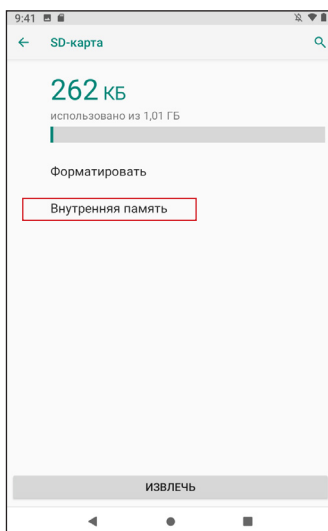 9:41
SD-карта
262 КБ
использовано из 1,01 ГБ
Форматировать
Внутренняя память
ИЗВЛЕЧЬ